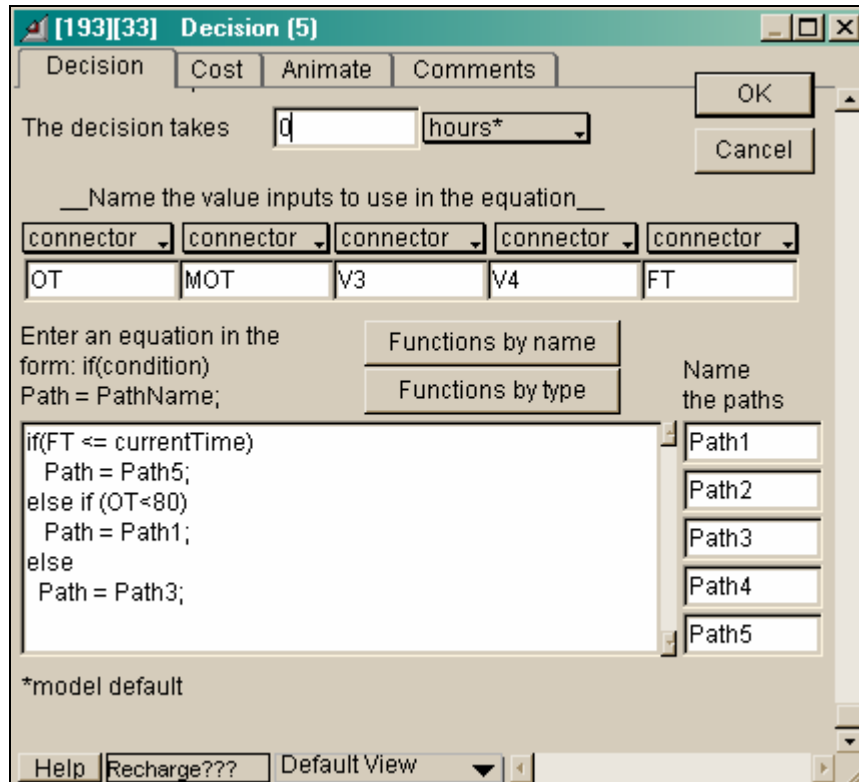 [193][33] Decision (5)
Decision Cost Animate Comments
OK
The decision takes 0 hours*
Cancel
__Name the value inputs to use in the equation__
connector connector connector connector connector
OT MOT V3 V4 FT
Enter an equation in the
form: if(condition)
Path = PathName;
Functions by name
Functions by type
Name
the paths
if(FT <= currentTime)
Path = Path5;
else if (OT<80)
Path = Path1;
else
Path = Path3;
Path1
Path2
Path3
Path4
Path5
*model default
Help Recharge??? Default View